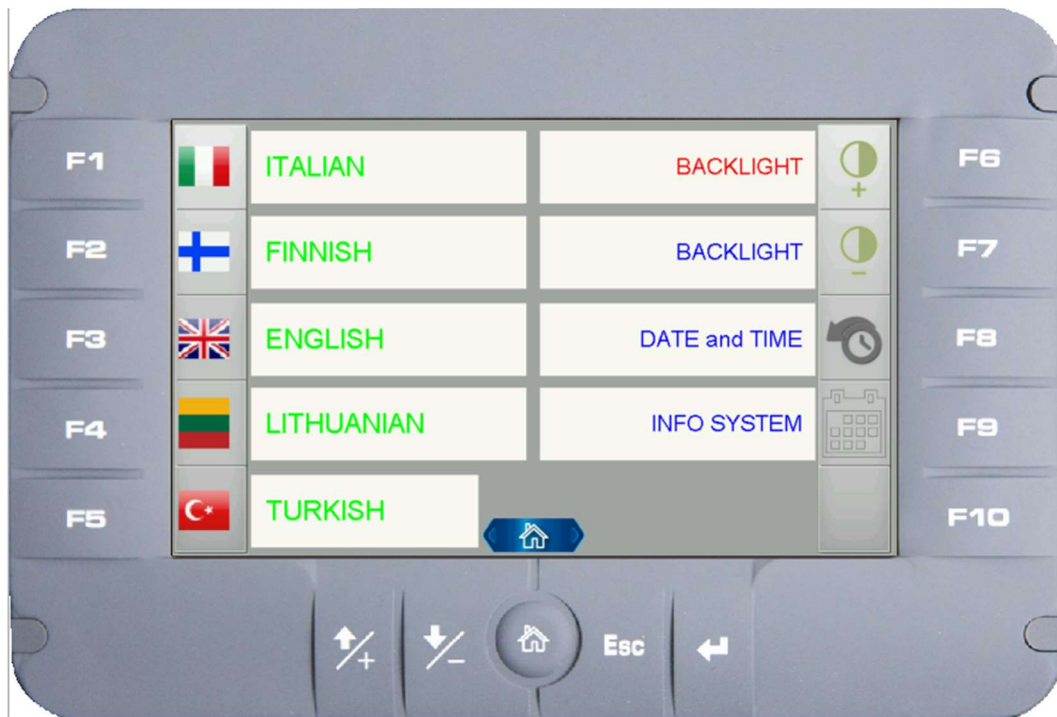 F1 ITALIAN BACKLIGHT + F6
F2 FINNISH BACKLIGHT - F7
F3 ENGLISH DATE and TIME F8
F4 LITHUANIAN INFO SYSTEM F9
F5 TURKISH F10
/+ /- Esc